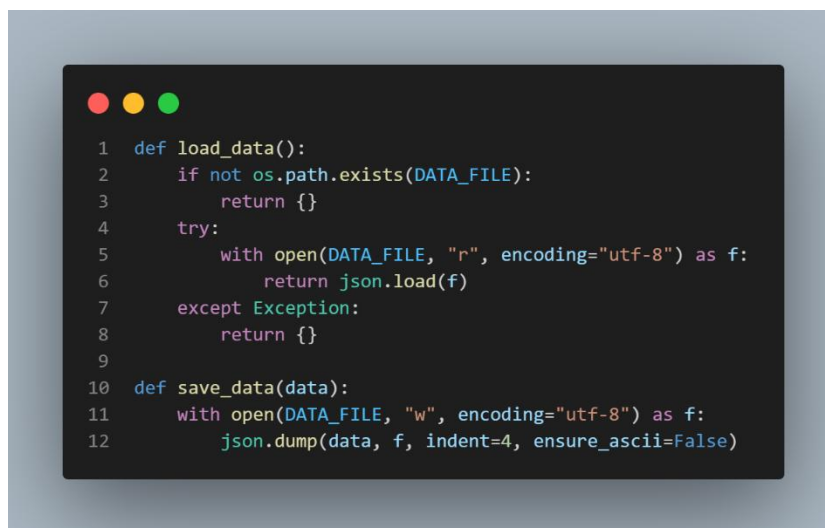 1 def load_data():
2     if not os.path.exists(DATA_FILE):
3         return {}
4     try:
5         with open(DATA_FILE, "r", encoding="utf-8") as f:
6             return json.load(f)
7     except Exception:
8         return {}
9
10 def save_data(data):
11     with open(DATA_FILE, "w", encoding="utf-8") as f:
12         json.dump(data, f, indent=4, ensure_ascii=False)